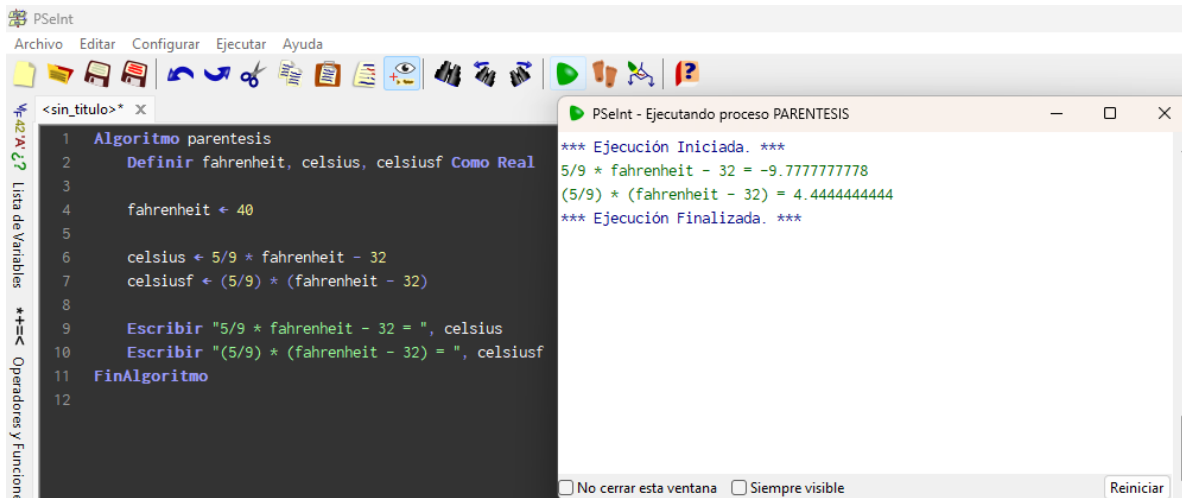 PSeInt
Archivo Editar Configurar Ejecutar Ayuda
<sin_titulo>* X
42 'A' ¿? Lista de Variables
*+=< Operadores y Funcione
1 Algoritmo parentesis
2 Definir fahrenheit, celsius, celsiusf Como Real
3
4 fahrenheit ← 40
5
6 celsius ← 5/9 * fahrenheit - 32
7 celsiusf ← (5/9) * (fahrenheit - 32)
8
9 Escribir "5/9 * fahrenheit - 32 = ", celsius
10 Escribir "(5/9) * (fahrenheit - 32) = ", celsiusf
11 FinAlgoritmo
12
PSeInt - Ejecutando proceso PARENTESIS
*** Ejecución Iniciada. ***
5/9 * fahrenheit - 32 = -9.7777777778
(5/9) * (fahrenheit - 32) = 4.4444444444
*** Ejecución Finalizada. ***
No cerrar esta ventana Siempre visible Reiniciar